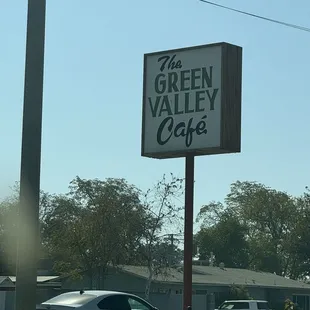 The
GREEN
VALLEY
Café